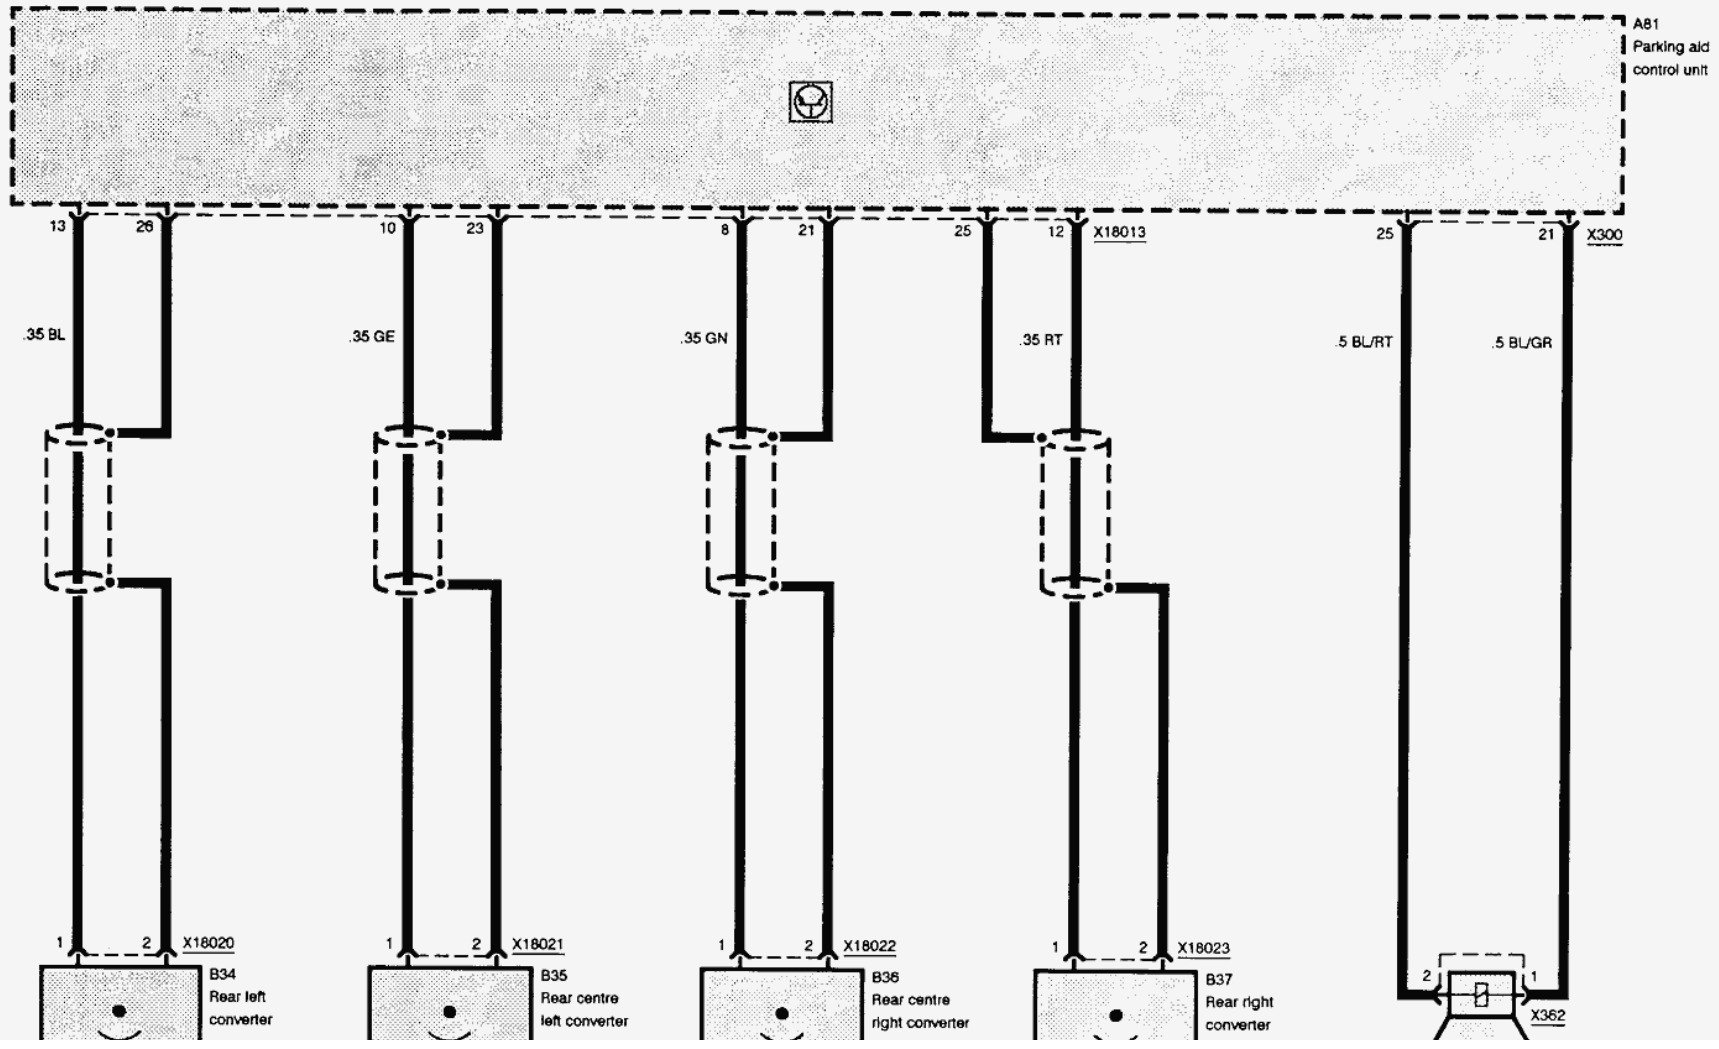 A81
Parking aid
control unit
13 26 10 23 8 21 25 12 X18013 25 21 X300
.35 BL .35 GE .35 GN .35 RT .5 BL/RT .5 BL/GR
1 2 X18020 1 2 X18021 1 2 X18022 1 2 X18023
B34
Rear left
converter
B35
Rear centre
left converter
B36
Rear centre
right converter
B37
Rear right
converter
2 1
X362